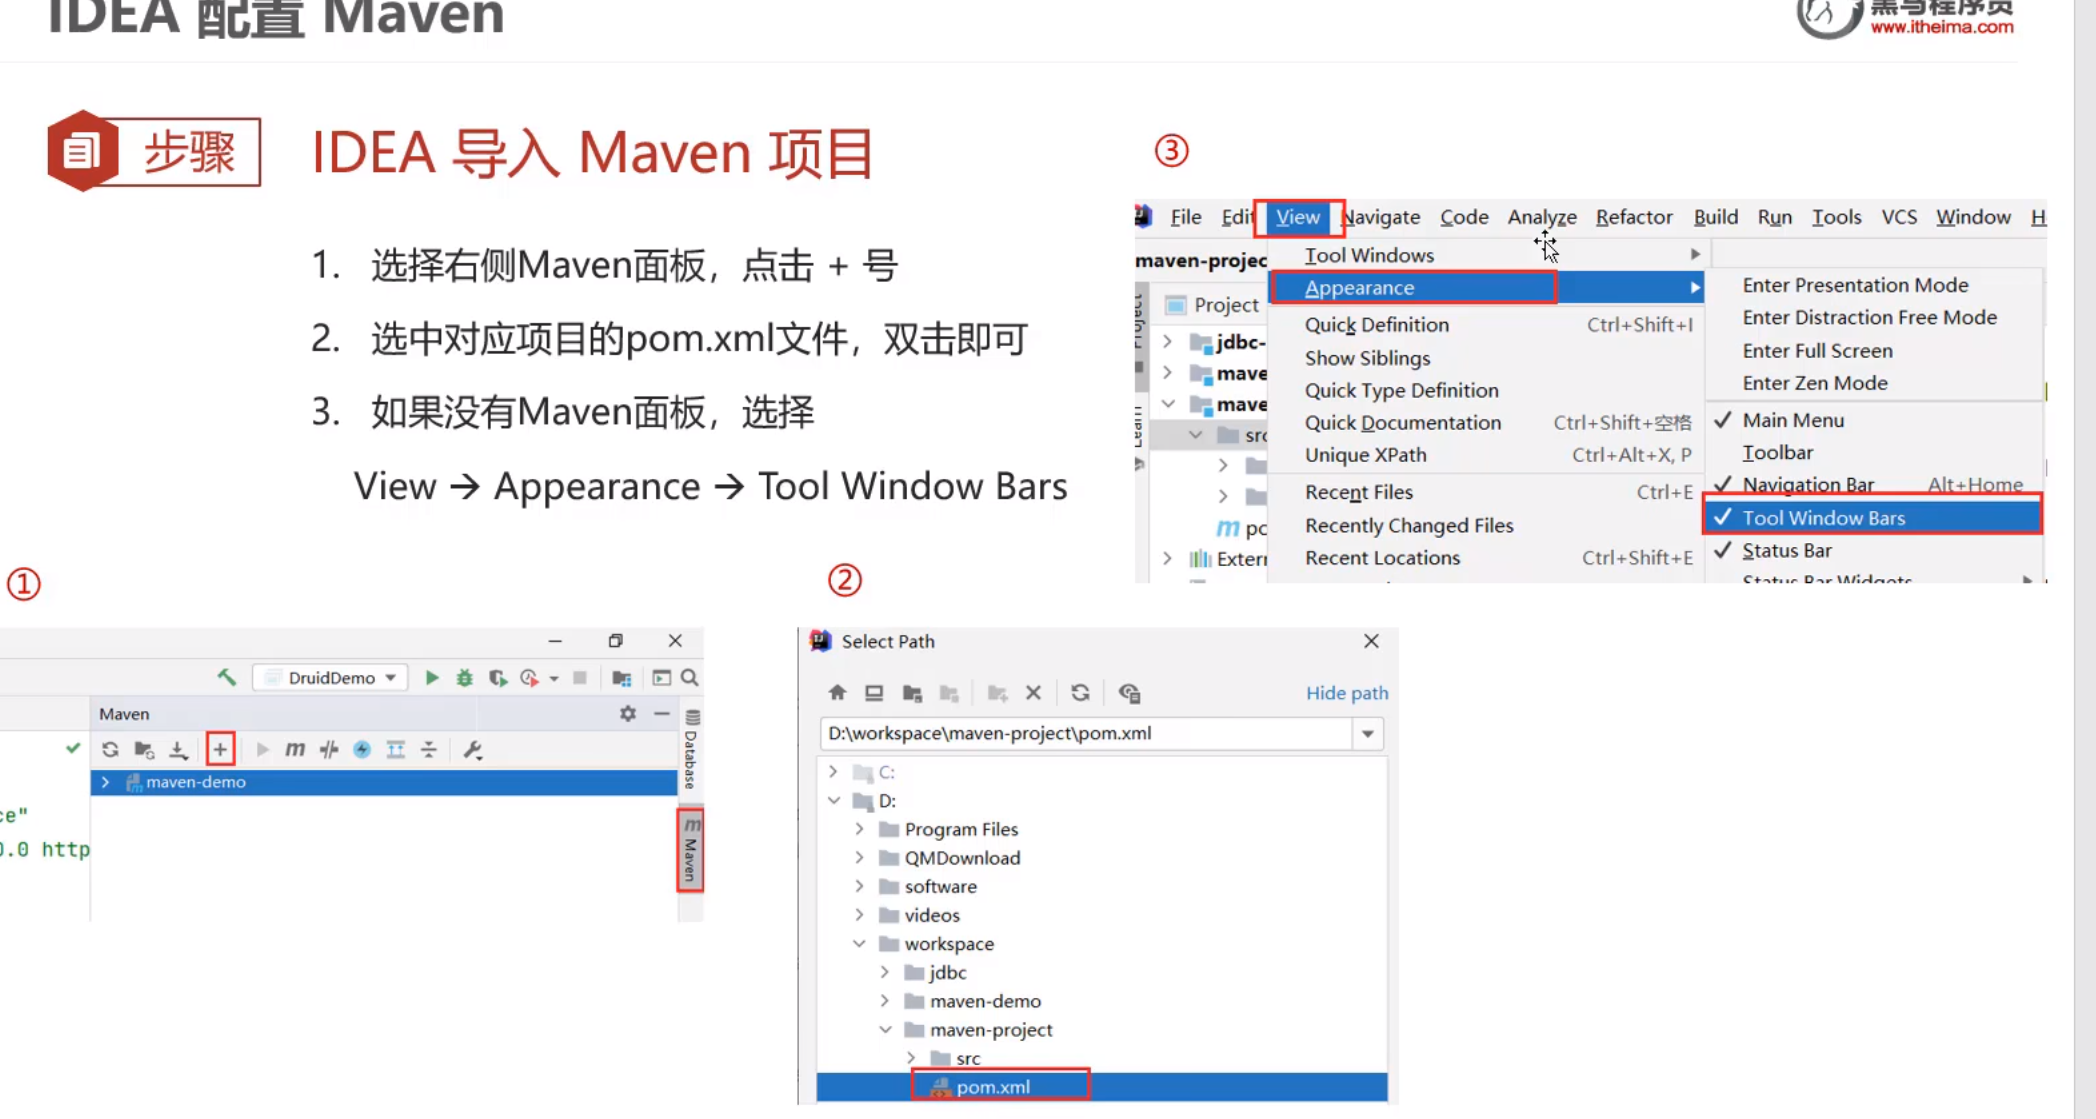 IDEA 配置 Maven
黑马程序员
www.itheima.com
步骤
IDEA 导入 Maven 项目
1. 选择右侧Maven面板，点击 + 号
2. 选中对应项目的pom.xml文件，双击即可
3. 如果没有Maven面板，选择
View → Appearance → Tool Window Bars
③
File Edit View Navigate Code Analyze Refactor Build Run Tools VCS Window H
maven-projec
Project
Project
Learn
jdbc-
mave
mave
src
po
Exter
Tool Windows
Appearance
Quick Definition Ctrl+Shift+I
Show Siblings
Quick Type Definition
Quick Documentation Ctrl+Shift+空格
Unique XPath Ctrl+Alt+X, P
Recent Files Ctrl+E
Recently Changed Files
Recent Locations Ctrl+Shift+E
Enter Presentation Mode
Enter Distraction Free Mode
Enter Full Screen
Enter Zen Mode
Main Menu
Toolbar
Navigation Bar Alt+Home
Tool Window Bars
Status Bar
Status Bar Widgets
①
DruidDemo
Maven
m
maven-demo
Database
m Maven
ce"
0.0 http
②
Select Path
Hide path
D:\workspace\maven-project\pom.xml
C:
D:
Program Files
QMDownload
software
videos
workspace
jdbc
maven-demo
maven-project
src
pom.xml